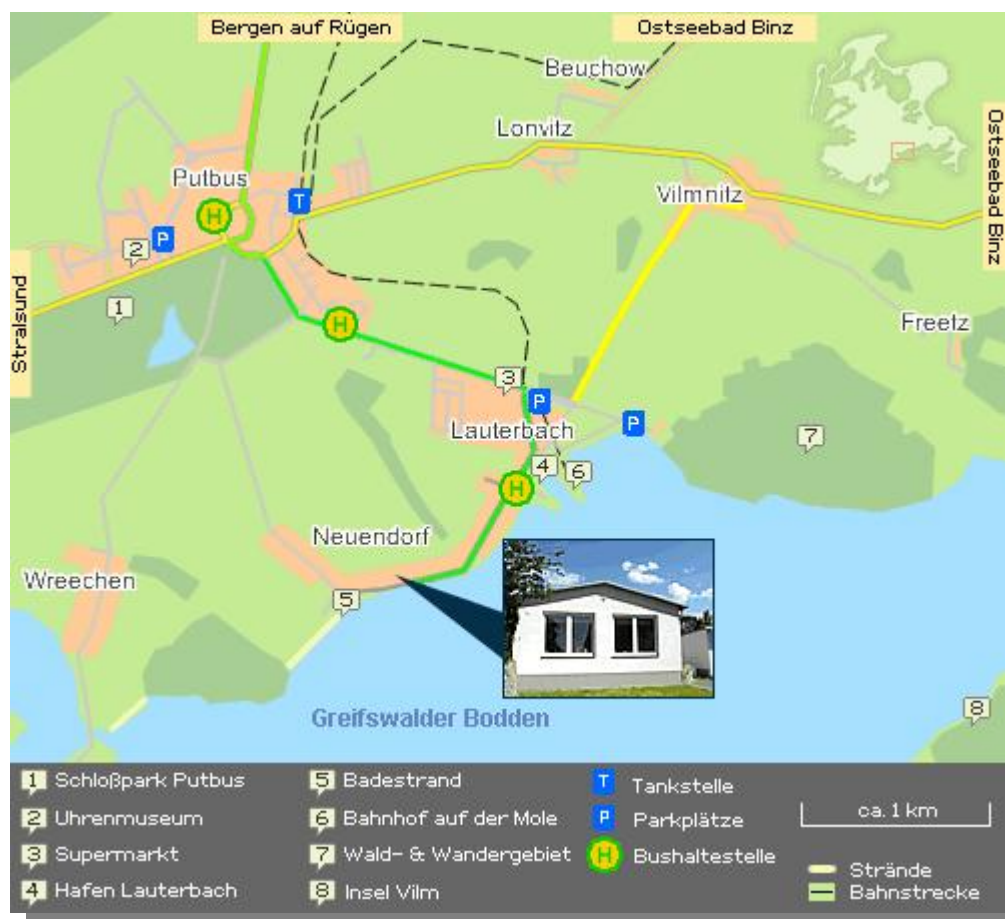 Bergen auf Rügen
Ostseebad Binz
Beuchow
Lonvitz
Ostseebad Binz
Putbus
T
Vilmnitz
H
P
2
1
Stralsund
H
Freetz
3
P
P
Lauterbach
7
4
6
H
Neuendorf
Wreechen
5
Greifswalder Bodden
8
1 Schloßpark Putbus
2 Uhrenmuseum
3 Supermarkt
4 Hafen Lauterbach
5 Badestrand
6 Bahnhof auf der Mole
7 Wald- & Wandergebiet
8 Insel Vilm
T Tankstelle
P Parkplätze
H Bushaltestelle
ca. 1 km
Strände
Bahnstrecke